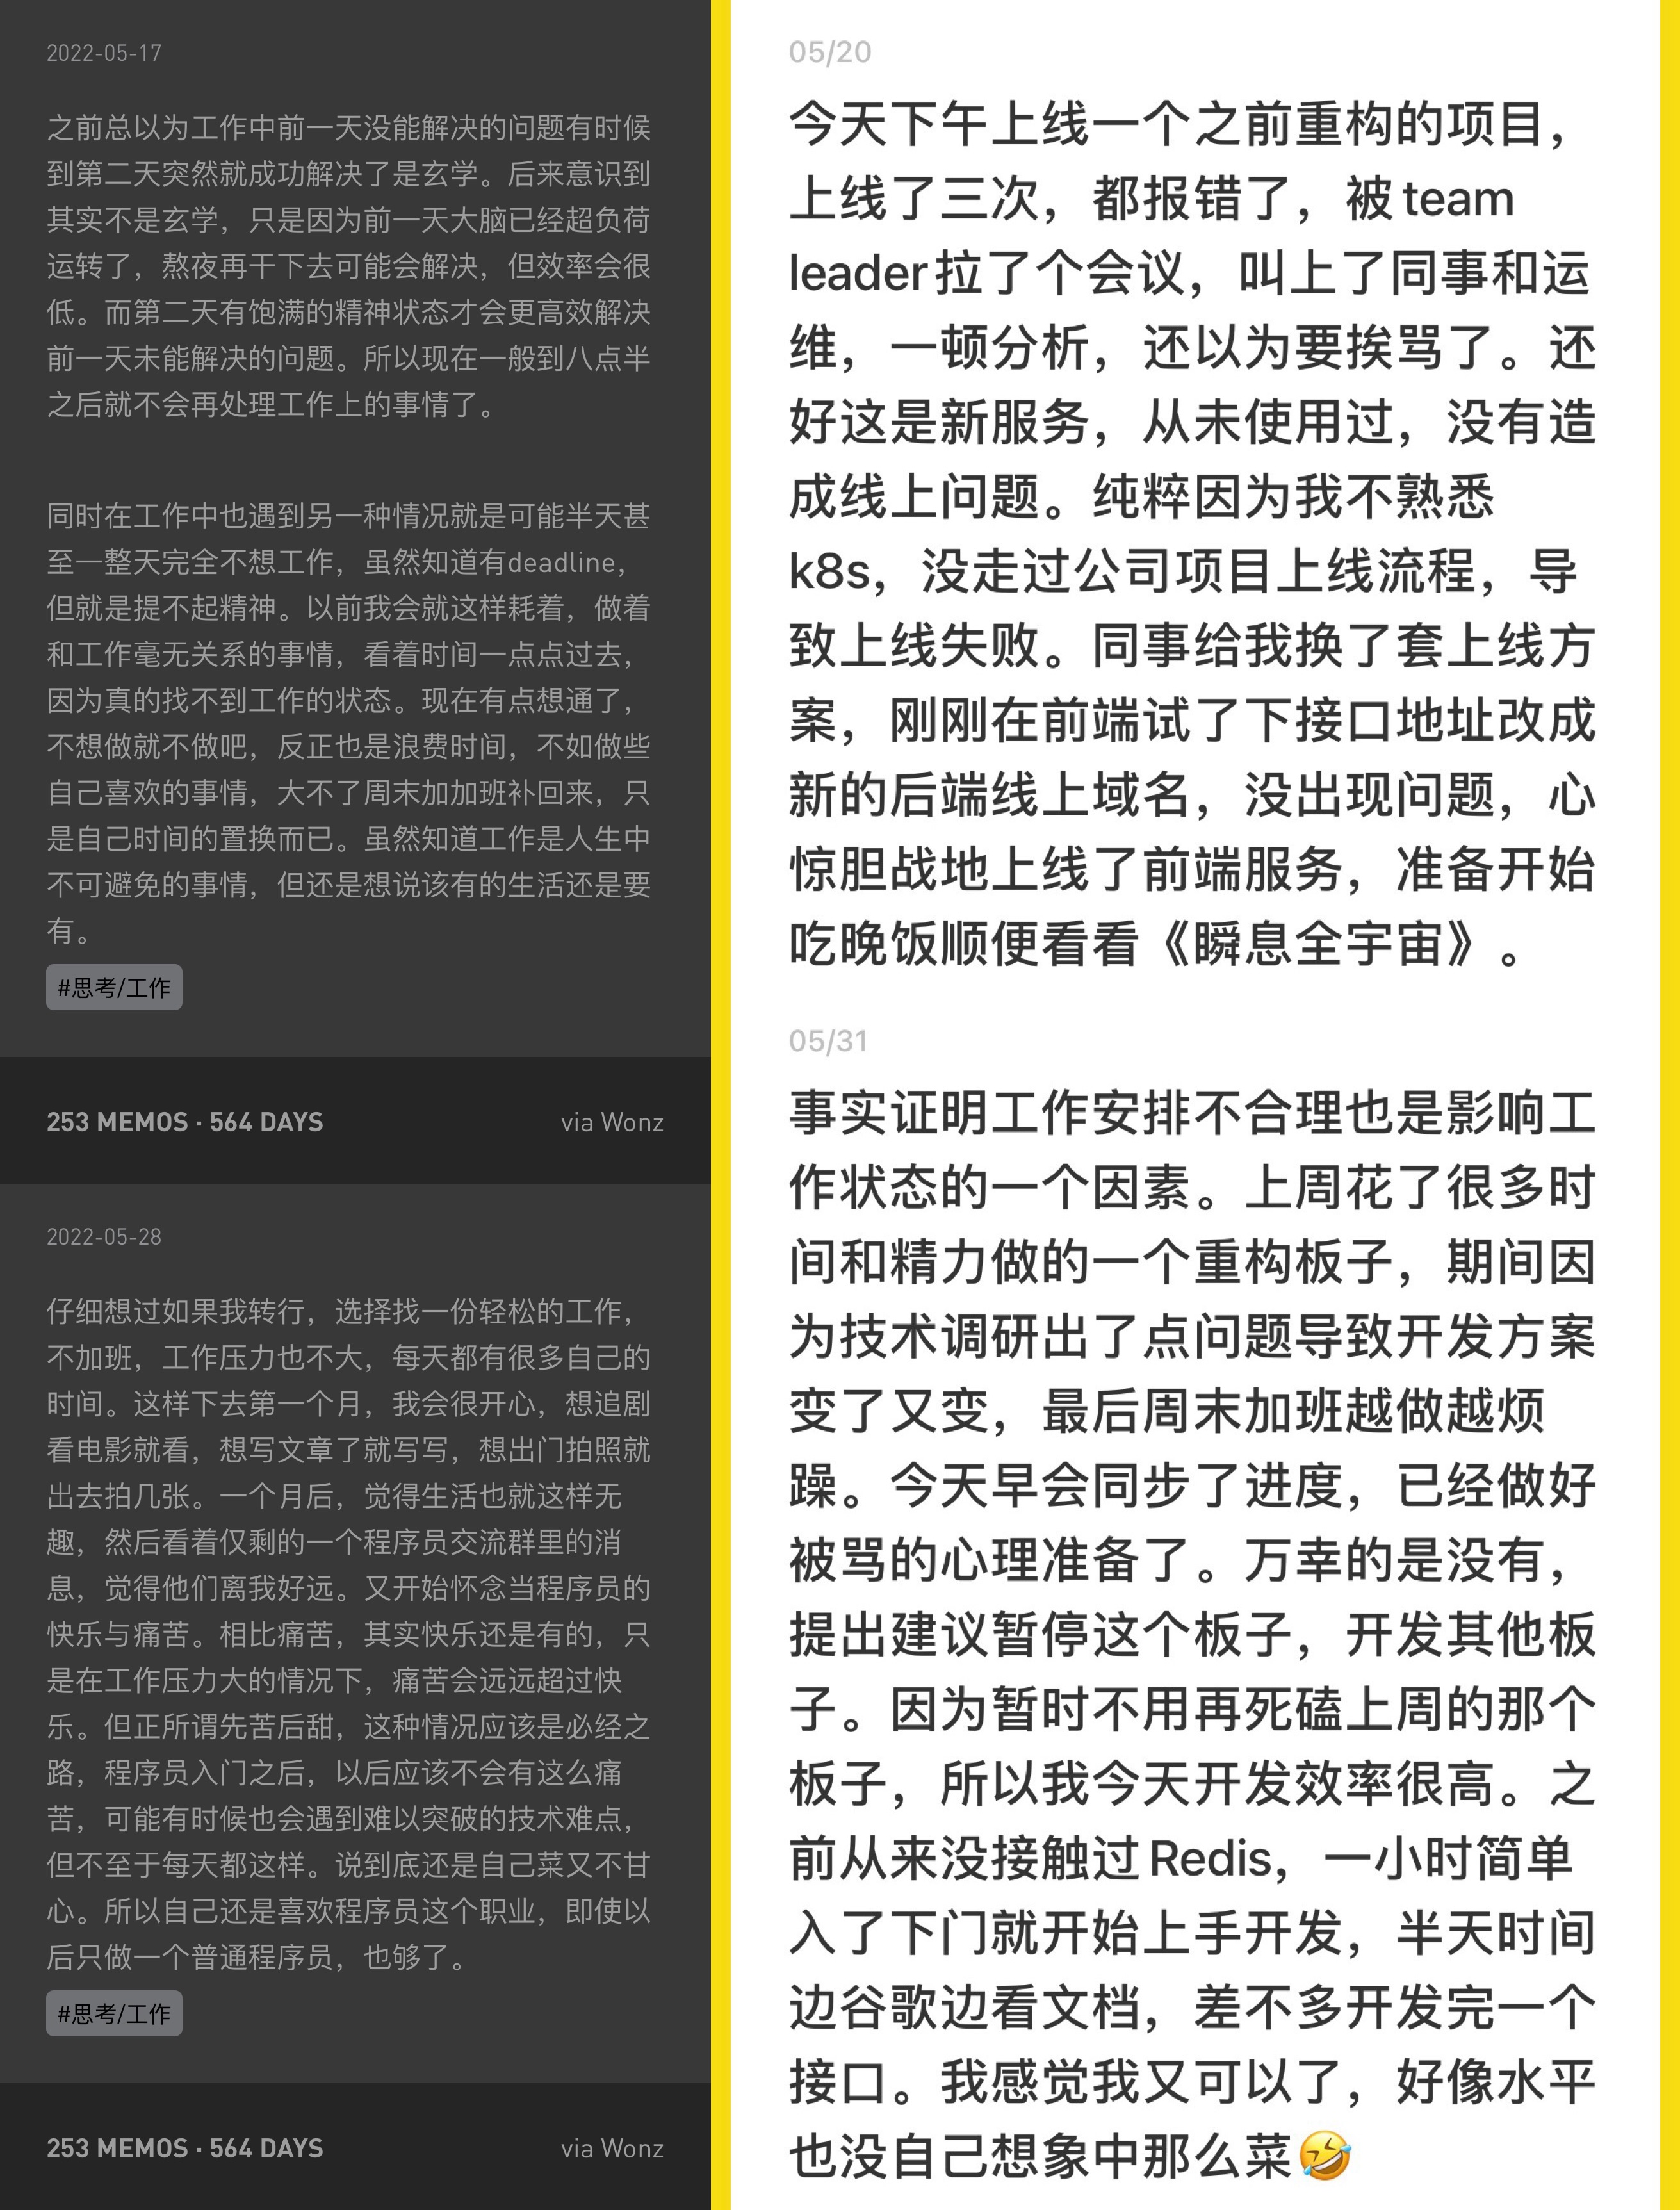 2022-05-17
之前总以为工作中前一天没能解决的问题有时候
到第二天突然就成功解决了是玄学。后来意识到
其实不是玄学，只是因为前一天大脑已经超负荷
运转了，熬夜再干下去可能会解决，但效率会很
低。而第二天有饱满的精神状态才会更高效解决
前一天未能解决的问题。所以现在一般到八点半
之后就不会再处理工作上的事情了。
同时在工作中也遇到另一种情况就是可能半天甚
至一整天完全不想工作，虽然知道有deadline，
但就是提不起精神。以前我会就这样耗着，做着
和工作毫无关系的事情，看着时间一点点过去，
因为真的找不到工作的状态。现在有点想通了，
不想做就不做吧，反正也是浪费时间，不如做些
自己喜欢的事情，大不了周末加加班补回来，只
是自己时间的置换而已。虽然知道工作是人生中
不可避免的事情，但还是想说该有的生活还是要
有。
#思考/工作
253 MEMOS · 564 DAYS
via Wonz
2022-05-28
仔细想过如果我转行，选择找一份轻松的工作，
不加班，工作压力也不大，每天都有很多自己的
时间。这样下去第一个月，我会很开心，想追剧
看电影就看，想写文章了就写写，想出门拍照就
出去拍几张。一个月后，觉得生活也就这样无
趣，然后看着仅剩的一个程序员交流群里的消
息，觉得他们离我好远。又开始怀念当程序员的
快乐与痛苦。相比痛苦，其实快乐还是有的，只
是在工作压力大的情况下，痛苦会远远超过快
乐。但正所谓先苦后甜，这种情况应该是必经之
路，程序员入门之后，以后应该不会有这么痛
苦，可能有时候也会遇到难以突破的技术难点，
但不至于每天都这样。说到底还是自己菜又不甘
心。所以自己还是喜欢程序员这个职业，即使以
后只做一个普通程序员，也够了。
#思考/工作
253 MEMOS · 564 DAYS
via Wonz
05/20
今天下午上线一个之前重构的项目，
上线了三次，都报错了，被team
leader拉了个会议，叫上了同事和运
维，一顿分析，还以为要挨骂了。还
好这是新服务，从未使用过，没有造
成线上问题。纯粹因为我不熟悉
k8s，没走过公司项目上线流程，导
致上线失败。同事给我换了套上线方
案，刚刚在前端试了下接口地址改成
新的后端线上域名，没出现问题，心
惊胆战地上线了前端服务，准备开始
吃晚饭顺便看看《瞬息全宇宙》。
05/31
事实证明工作安排不合理也是影响工
作状态的一个因素。上周花了很多时
间和精力做的一个重构板子，期间因
为技术调研出了点问题导致开发方案
变了又变，最后周末加班越做越烦
躁。今天早会同步了进度，已经做好
被骂的心理准备了。万幸的是没有，
提出建议暂停这个板子，开发其他板
子。因为暂时不用再死磕上周的那个
板子，所以我今天开发效率很高。之
前从来没接触过Redis，一小时简单
入了下门就开始上手开发，半天时间
边谷歌边看文档，差不多开发完一个
接口。我感觉我又可以了，好像水平
也没自己想象中那么菜🤣